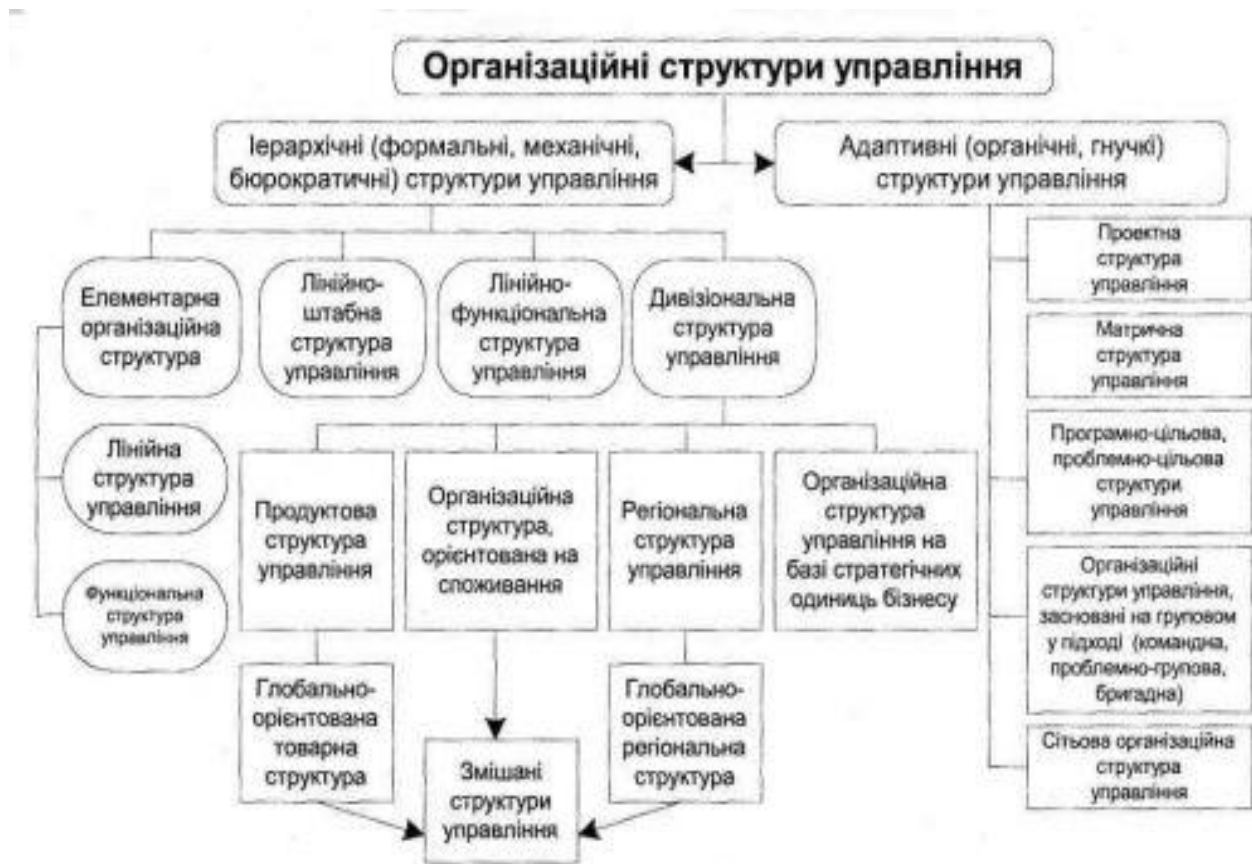 Організаційні структури управління
Ієрархічні (формальні, механічні,
бюрократичні) структури управління
Адаптивні (органічні, гнучкі)
структури управління
Елементарна
організаційна
структура
Лінійно-
штабна
структура
управління
Лінійно-
функціональна
структура
управління
Дивізіональна
структура
управління
Лінійна
структура
управління
Функціональна
структура
управління
Продуктова
структура
управління
Організаційна
структура,
орієнтована на
споживання
Регіональна
структура
управління
Організаційна
структура
управління на
базі стратегічних
одиниць бізнесу
Глобально-
орієнтована
товарна
структура
Змішані
структури
управління
Глобально-
орієнтована
регіональна
структура
Проектна
структура
управління
Матрична
структура
управління
Програмно-цільова,
проблемно-цільова
структури
управління
Організаційні
структури управління,
засновані на груповом
у підході (командна,
проблемно-групова,
бригадна)
Сітьова організаційна
структура
управління